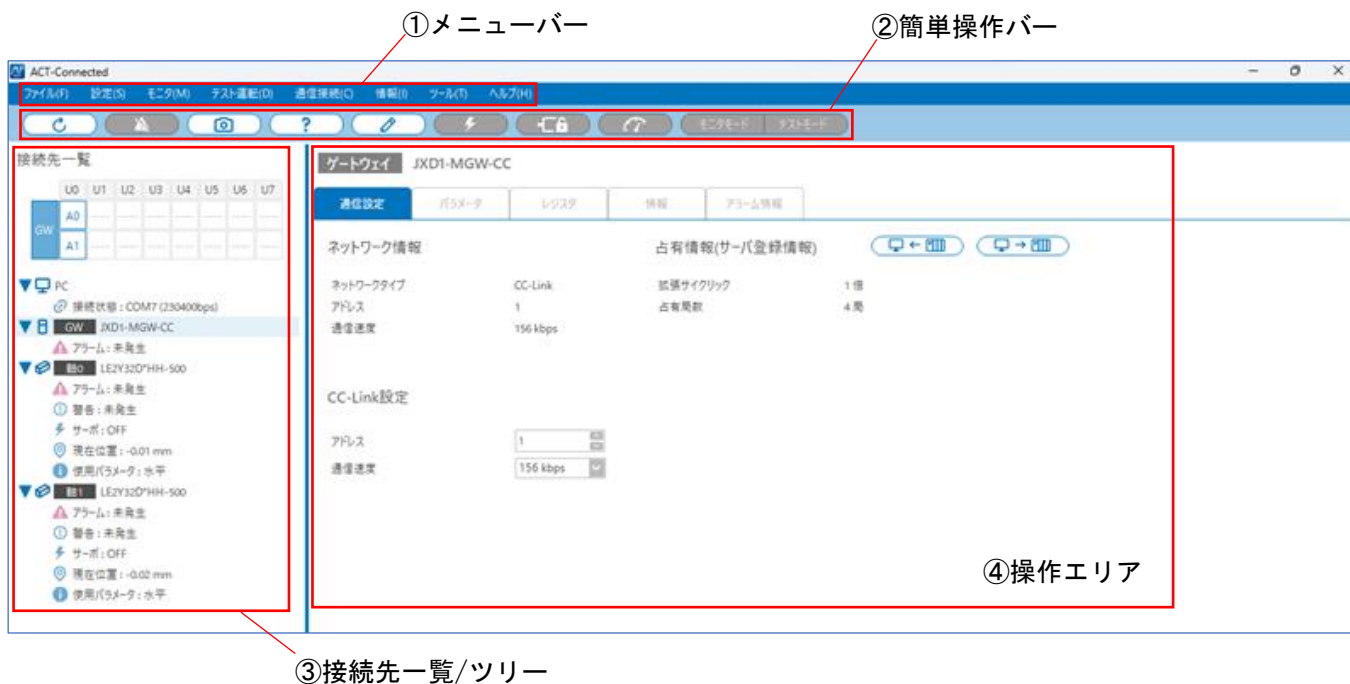 ①メニューバー
②簡単操作バー
ACT-Connected
ファイル(F) 設定(S) モニタ(M) テスト運転(D) 通信接続(C) 情報(I) ツール(T) ヘルプ(H)
? モニタモード テストモード
接続先一覧
U0 U1 U2 U3 U4 U5 U6 U7
GW
A0
A1
PC
接続状態 : COM7 (230400bps)
GW JXD1-MGW-CC
アラーム : 未発生
軸0 LE2Y32D*HH-500
アラーム : 未発生
警告 : 未発生
サーボ : OFF
現在位置 : -0.01 mm
使用パラメータ : 水平
軸1 LE2Y32D*HH-500
アラーム : 未発生
警告 : 未発生
サーボ : OFF
現在位置 : -0.02 mm
使用パラメータ : 水平
ゲートウェイ JXD1-MGW-CC
通信設定 パラメータ レジスタ 情報 アラーム情報
ネットワーク情報 占有情報(サーバ登録情報)
ネットワークタイプ CC-Link 拡張サイクリック 1 倍
アドレス 1 占有局数 4 局
通信速度 156 kbps
CC-Link設定
アドレス 1
通信速度 156 kbps
④操作エリア
③接続先一覧/ツリー